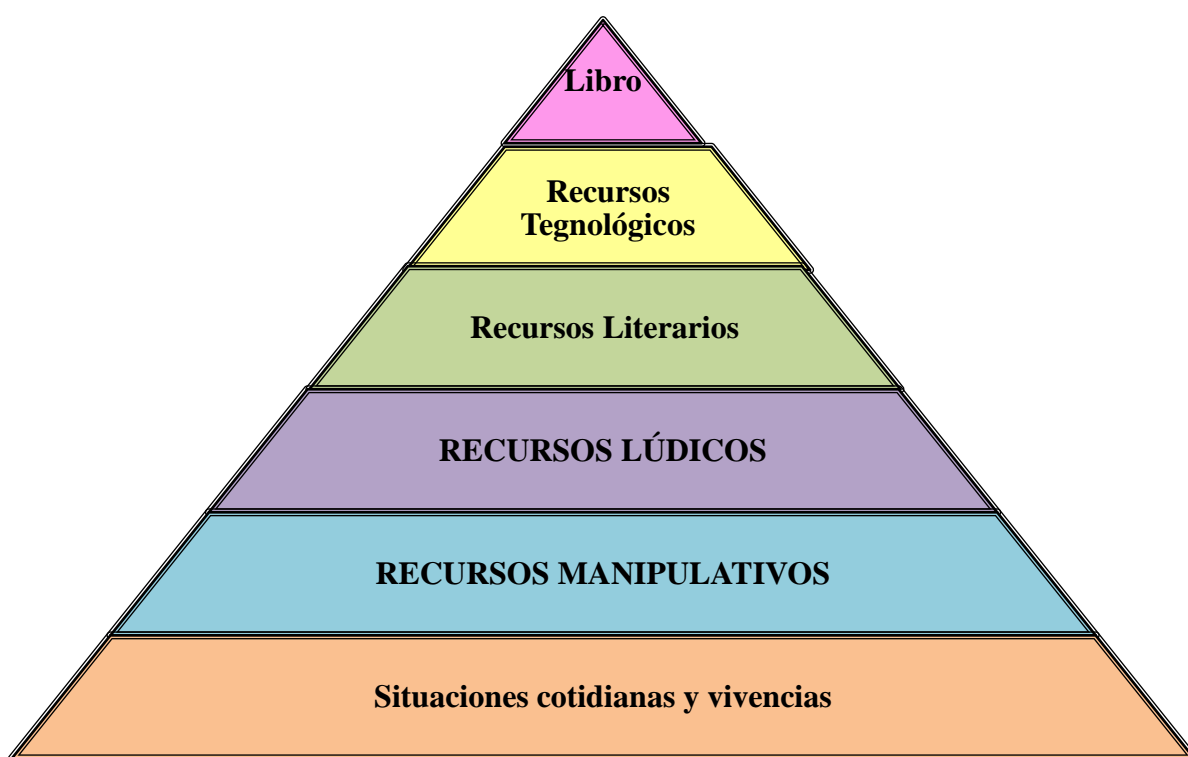 Libro
Recursos
Tegnológicos
Recursos Literarios
RECURSOS LÚDICOS
RECURSOS MANIPULATIVOS
Situaciones cotidianas y vivencias